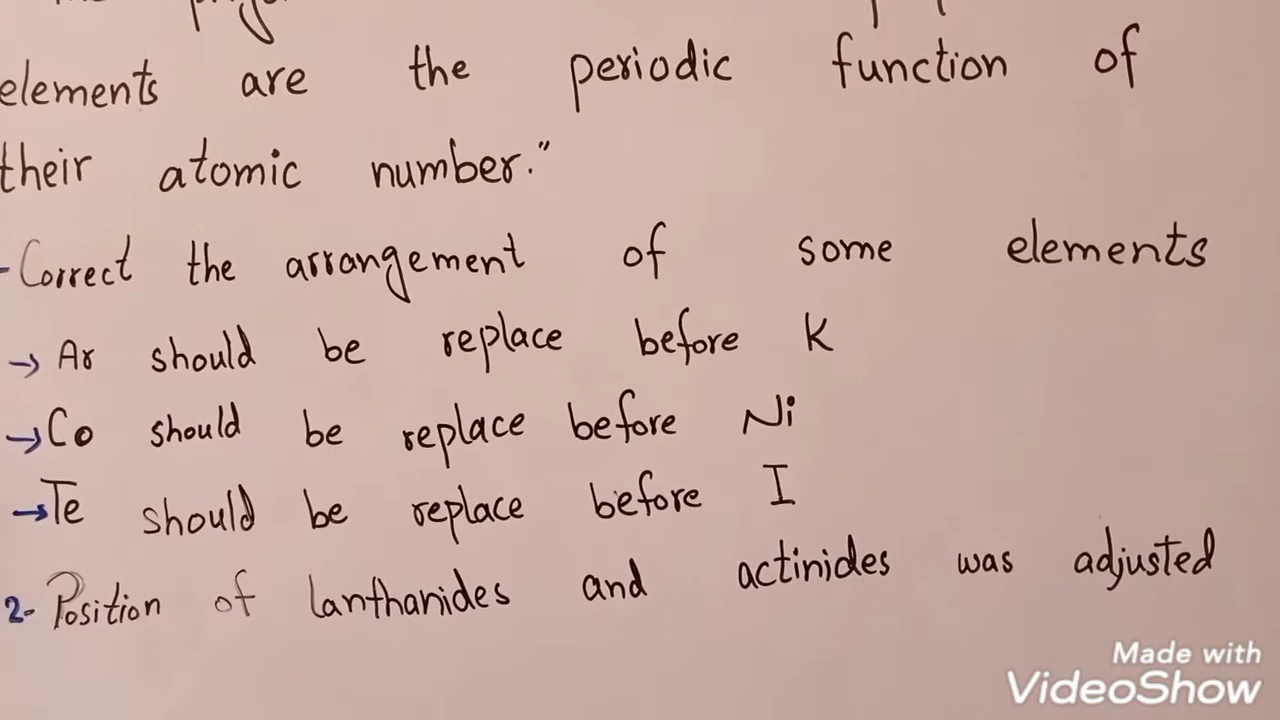 elements are the periodic function of
their atomic number."
-Correct the arrangement of some elements
→ Ar should be replace before K
→ Co should be replace before Ni
→ Te should be replace before I
2- Position of lanthanides and actinides was adjusted
Made with
VideoShow